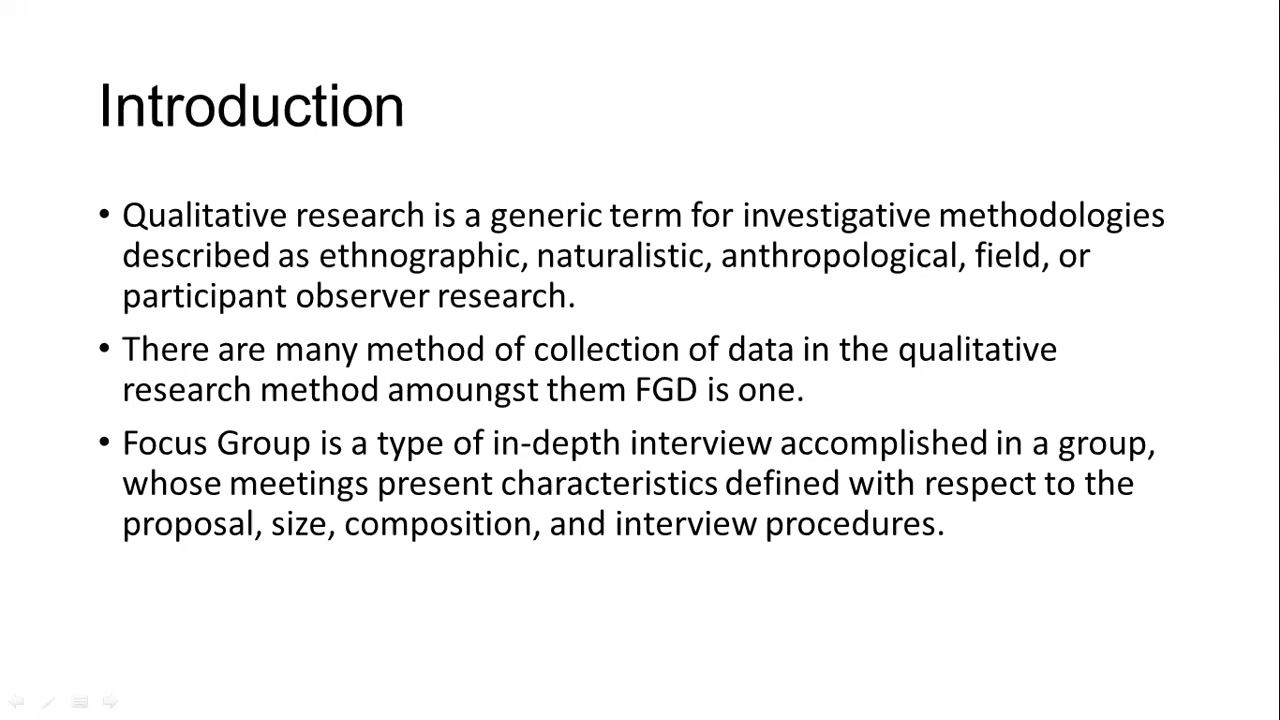 Introduction
• Qualitative research is a generic term for investigative methodologies
described as ethnographic, naturalistic, anthropological, field, or
participant observer research.
• There are many method of collection of data in the qualitative
research method amoungst them FGD is one.
• Focus Group is a type of in-depth interview accomplished in a group,
whose meetings present characteristics defined with respect to the
proposal, size, composition, and interview procedures.